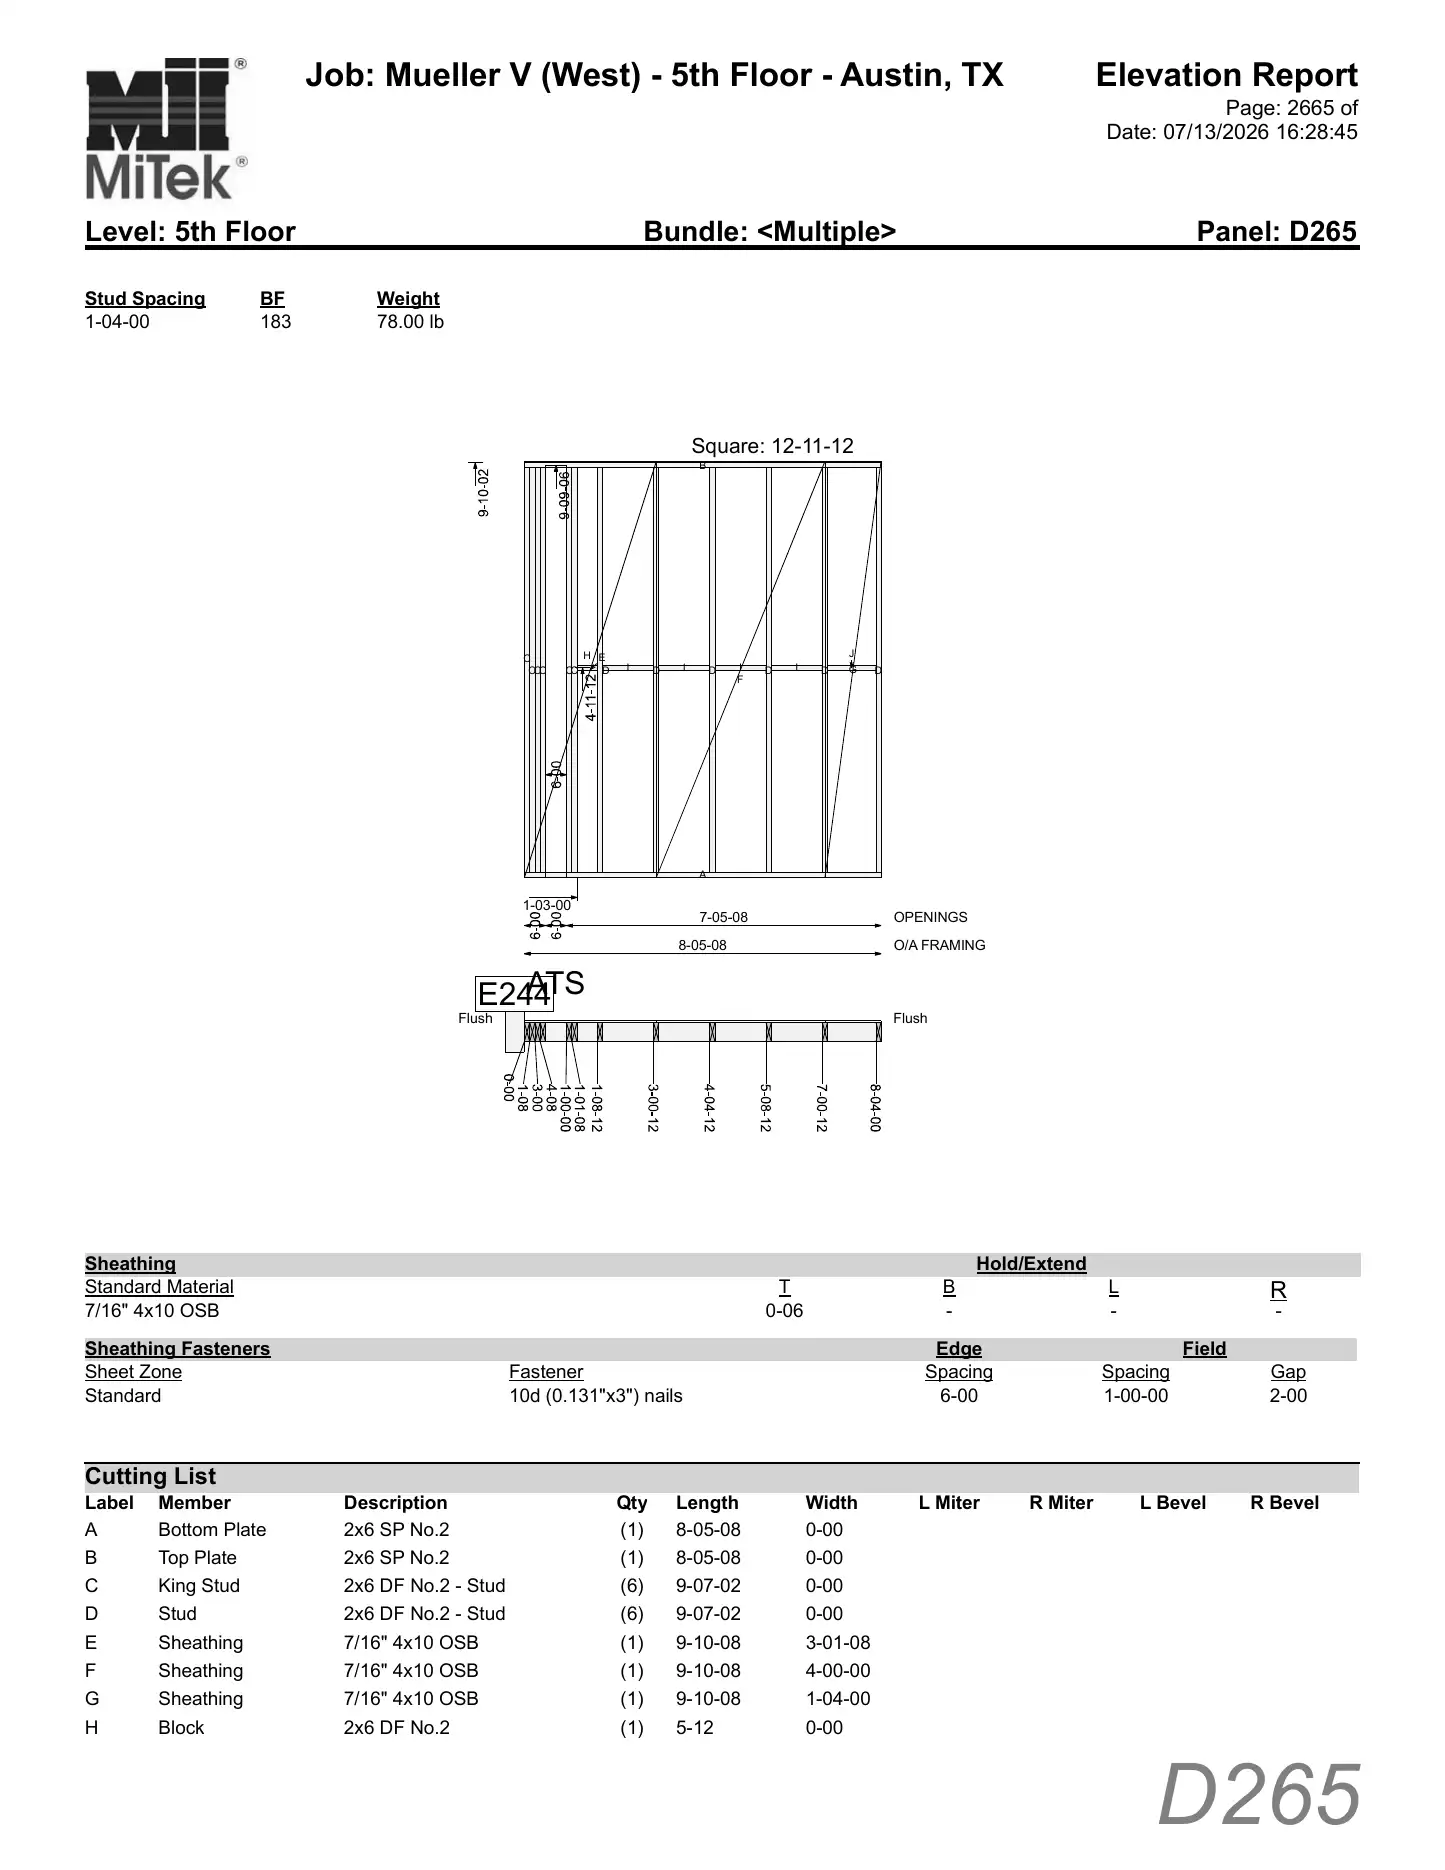 Job: Mueller V (West) - 5th Floor - Austin, TX
Elevation Report
Page: 2665 of
Date: 07/13/2026 16:28:45
MiTek®
Level: 5th Floor Bundle: <Multiple> Panel: D265
Stud Spacing BF Weight
1-04-00 183 78.00 lb
Square: 12-11-12
B
9-10-02
9-09-06
H E J
I I I I
G
F
4-11-12
6-00
A
1-03-00
6-00 6-00 7-05-08 OPENINGS
8-05-08 O/A FRAMING
ATS
E244
Flush Flush
0-00 1-08 3-00 4-08 1-00-00 1-01-08 1-08-12 3-00-12 4-04-12 5-08-12 7-00-12 8-04-00
Sheathing Hold/Extend
Standard Material T B L R
7/16" 4x10 OSB 0-06 - - -
Sheathing Fasteners Edge Field
Sheet Zone Fastener Spacing Spacing Gap
Standard 10d (0.131"x3") nails 6-00 1-00-00 2-00
Cutting List
Label Member Description Qty Length Width L Miter R Miter L Bevel R Bevel
A Bottom Plate 2x6 SP No.2 (1) 8-05-08 0-00
B Top Plate 2x6 SP No.2 (1) 8-05-08 0-00
C King Stud 2x6 DF No.2 - Stud (6) 9-07-02 0-00
D Stud 2x6 DF No.2 - Stud (6) 9-07-02 0-00
E Sheathing 7/16" 4x10 OSB (1) 9-10-08 3-01-08
F Sheathing 7/16" 4x10 OSB (1) 9-10-08 4-00-00
G Sheathing 7/16" 4x10 OSB (1) 9-10-08 1-04-00
H Block 2x6 DF No.2 (1) 5-12 0-00
D265